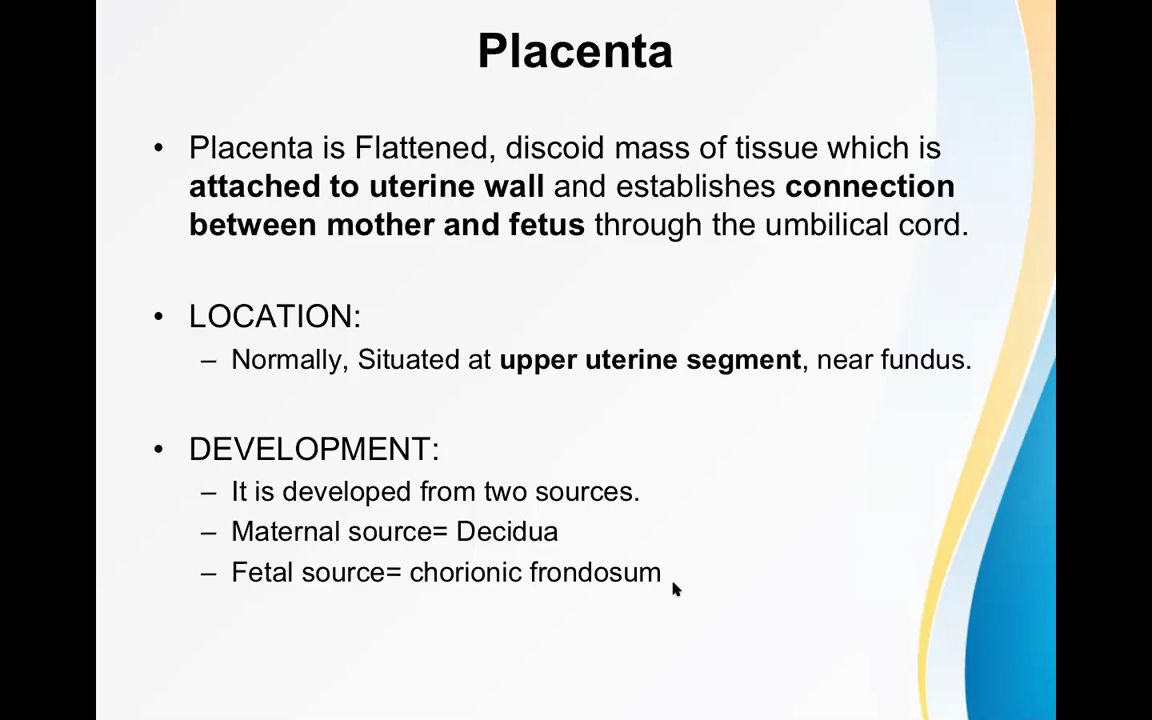 Placenta
• Placenta is Flattened, discoid mass of tissue which is
attached to uterine wall and establishes connection
between mother and fetus through the umbilical cord.
• LOCATION:
– Normally, Situated at upper uterine segment, near fundus.
• DEVELOPMENT:
– It is developed from two sources.
– Maternal source= Decidua
– Fetal source= chorionic frondosum